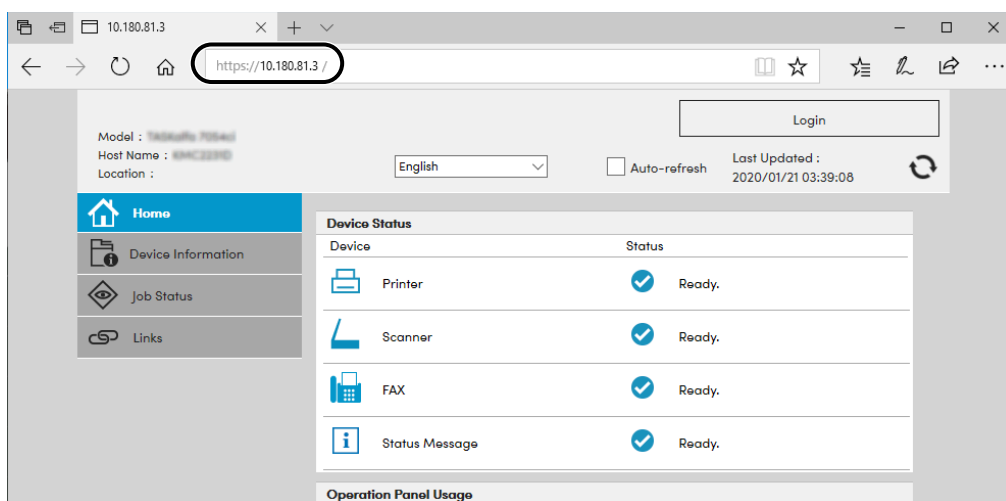 10.180.81.3
https://10.180.81.3 /
Login
Model :
Host Name :
Location :
English
Auto-refresh
Last Updated :
2020/01/21 03:39:08
Home
Device Information
Job Status
Links
Device Status
Device Status
Printer Ready.
Scanner Ready.
FAX Ready.
Status Message Ready.
Operation Panel Usage